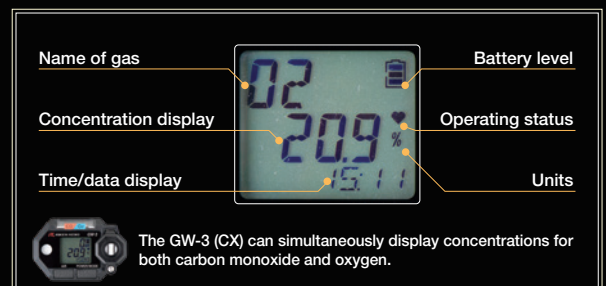 Name of gas
Battery level
O2
Concentration display
Operating status
20.9 %
Time/data display
15:11
Units
The GW-3 (CX) can simultaneously display concentrations for
both carbon monoxide and oxygen.